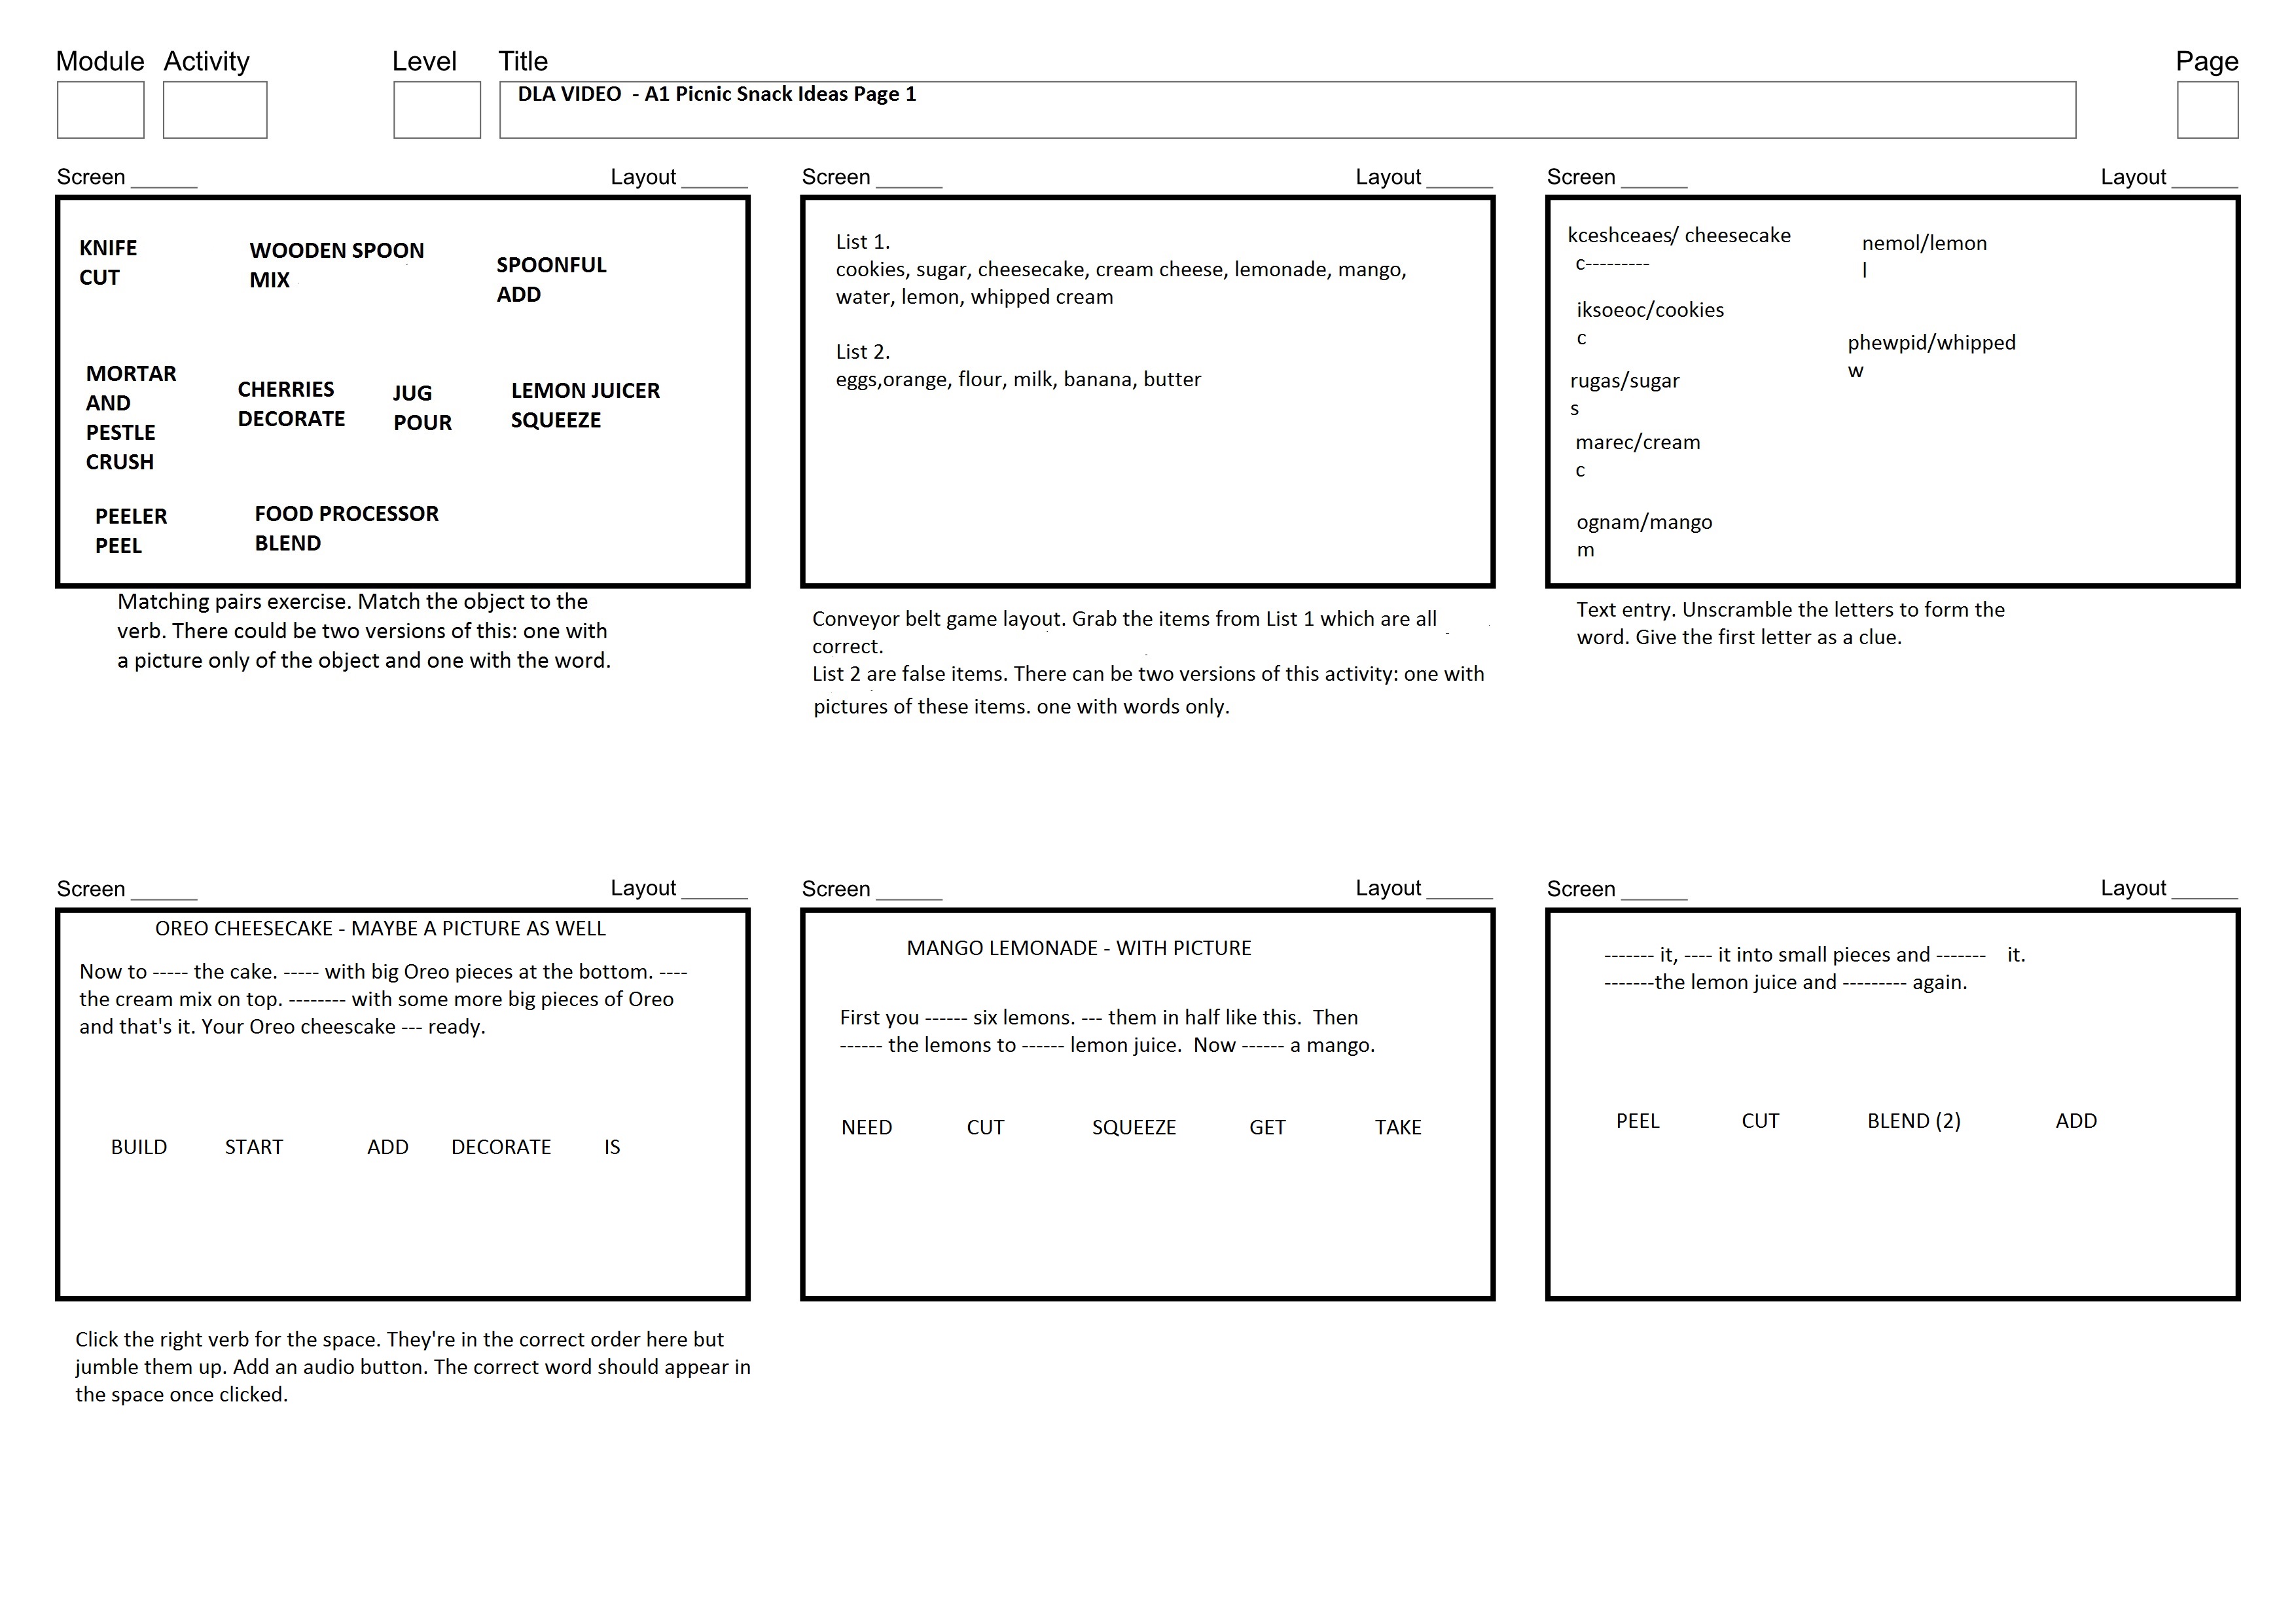 Module Activity Level Title Page
DLA VIDEO  - A1 Picnic Snack Ideas Page 1
Screen ______ Layout ______
KNIFE
CUT
WOODEN SPOON
MIX
SPOONFUL
ADD
MORTAR
AND
PESTLE
CRUSH
CHERRIES
DECORATE
JUG
POUR
LEMON JUICER
SQUEEZE
PEELER
PEEL
FOOD PROCESSOR
BLEND
Matching pairs exercise. Match the object to the
verb. There could be two versions of this: one with
a picture only of the object and one with the word.
Screen ______ Layout ______
List 1.
cookies, sugar, cheesecake, cream cheese, lemonade, mango,
water, lemon, whipped cream
List 2.
eggs,orange, flour, milk, banana, butter
Conveyor belt game layout. Grab the items from List 1 which are all
correct.
List 2 are false items. There can be two versions of this activity: one with
pictures of these items. one with words only.
Screen ______ Layout ______
kceshceaes/ cheesecake
c---------
iksoeoc/cookies
c
rugas/sugar
s
marec/cream
c
ognam/mango
m
nemol/lemon
l
phewpid/whipped
w
Text entry. Unscramble the letters to form the
word. Give the first letter as a clue.
Screen ______ Layout ______
OREO CHEESECAKE - MAYBE A PICTURE AS WELL
Now to ----- the cake. ----- with big Oreo pieces at the bottom. ----
the cream mix on top. -------- with some more big pieces of Oreo
and that's it. Your Oreo cheescake --- ready.
BUILD START ADD DECORATE IS
Click the right verb for the space. They're in the correct order here but
jumble them up. Add an audio button. The correct word should appear in
the space once clicked.
Screen ______ Layout ______
MANGO LEMONADE - WITH PICTURE
First you ------ six lemons. --- them in half like this.  Then
------ the lemons to ------ lemon juice.  Now ------ a mango.
NEED CUT SQUEEZE GET TAKE
Screen ______ Layout ______
------- it, ---- it into small pieces and -------    it.
-------the lemon juice and --------- again.
PEEL CUT BLEND (2) ADD